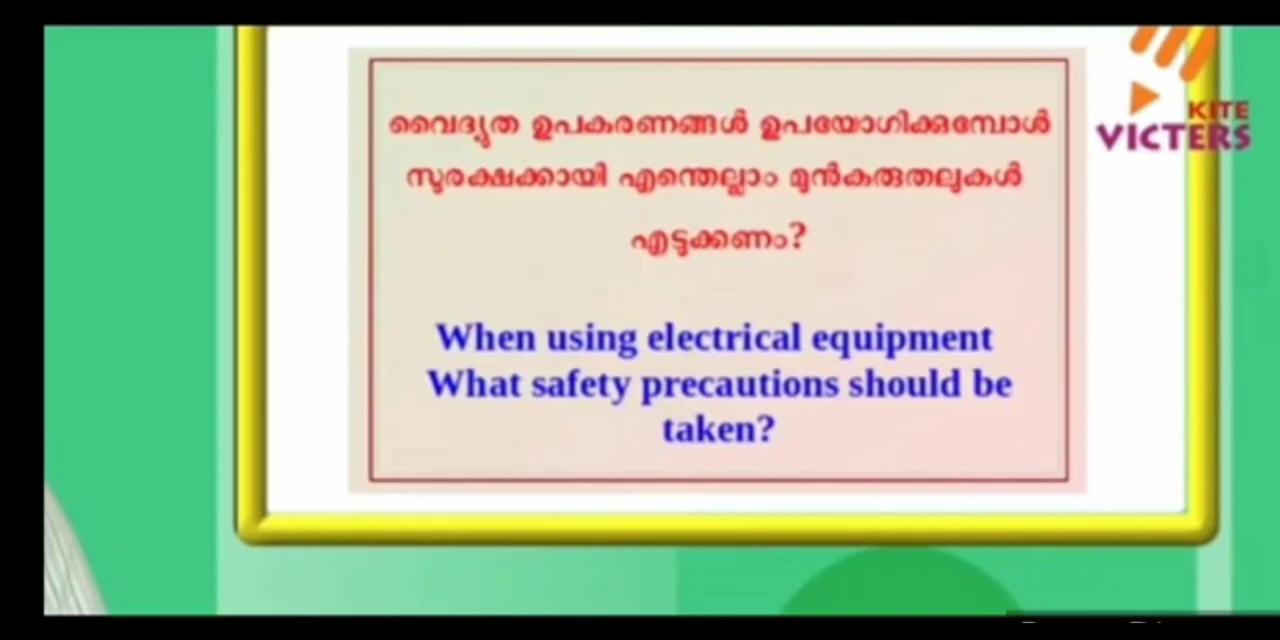 വൈദ്യുത ഉപകരണങ്ങൾ ഉപയോഗിക്കുമ്പോൾ
സുരക്ഷക്കായി എന്തെല്ലാം മുൻകരുതലുകൾ
എടുക്കണം?
When using electrical equipment
What safety precautions should be
taken?
KITE
VICTERS